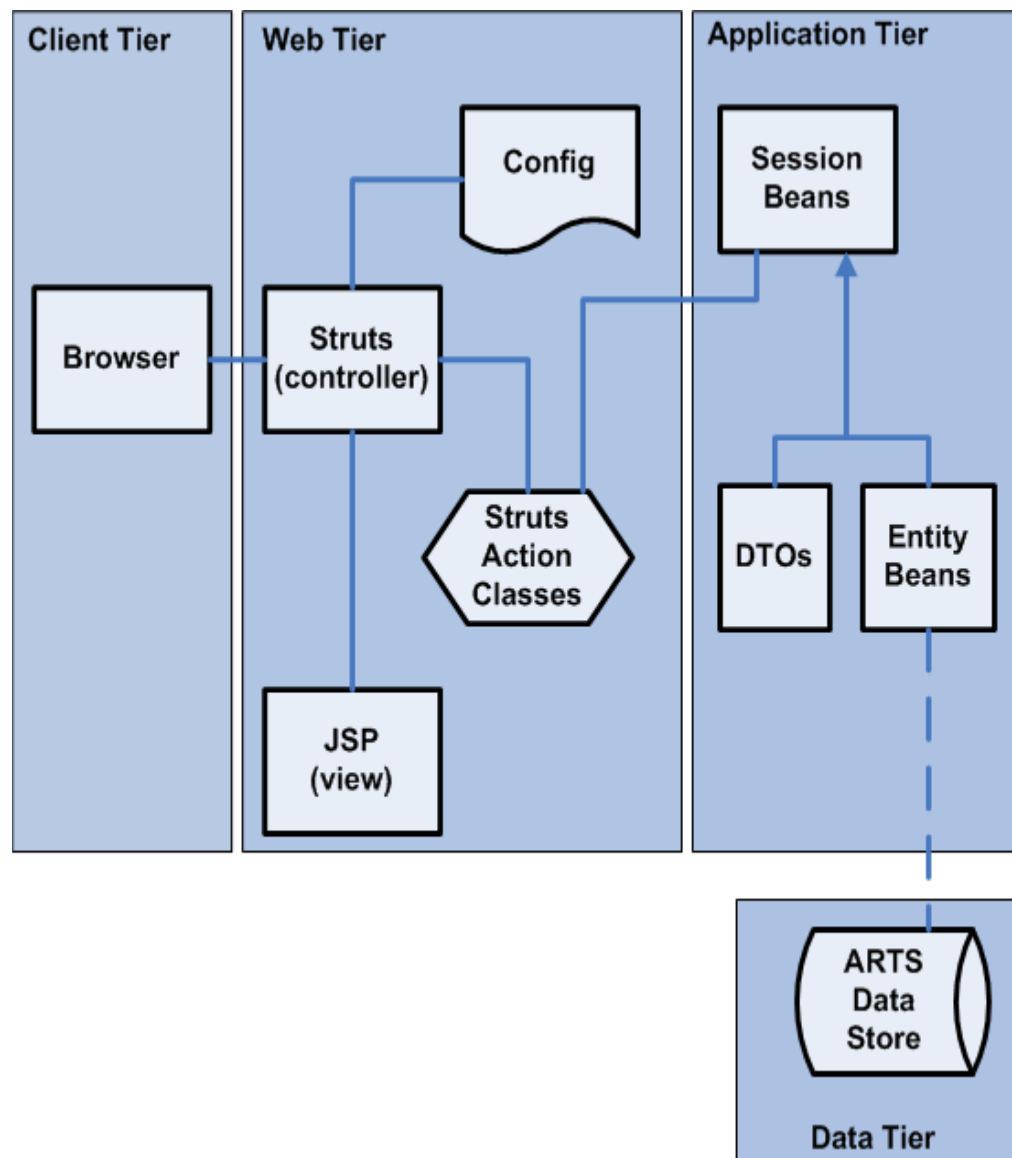 Client Tier
Web Tier
Application Tier
Config
Session
Beans
Browser
Struts
(controller)
Struts
Action
Classes
DTOs
Entity
Beans
JSP
(view)
ARTS
Data
Store
Data Tier